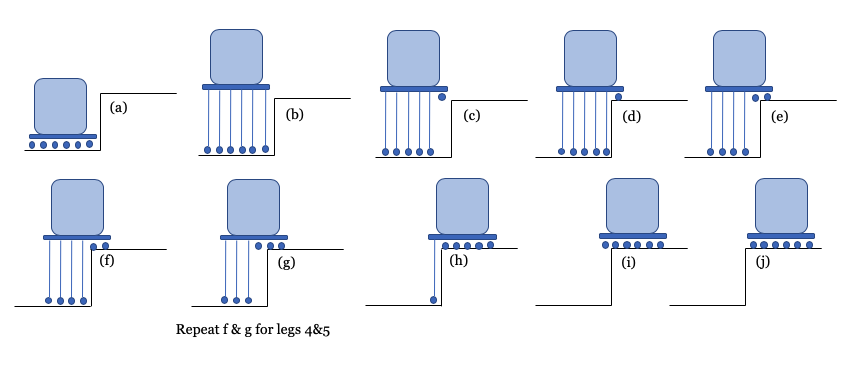 (a)
(b)
(c)
(d)
(e)
(f)
(g)
(h)
(i)
(j)
Repeat f & g for legs 4&5